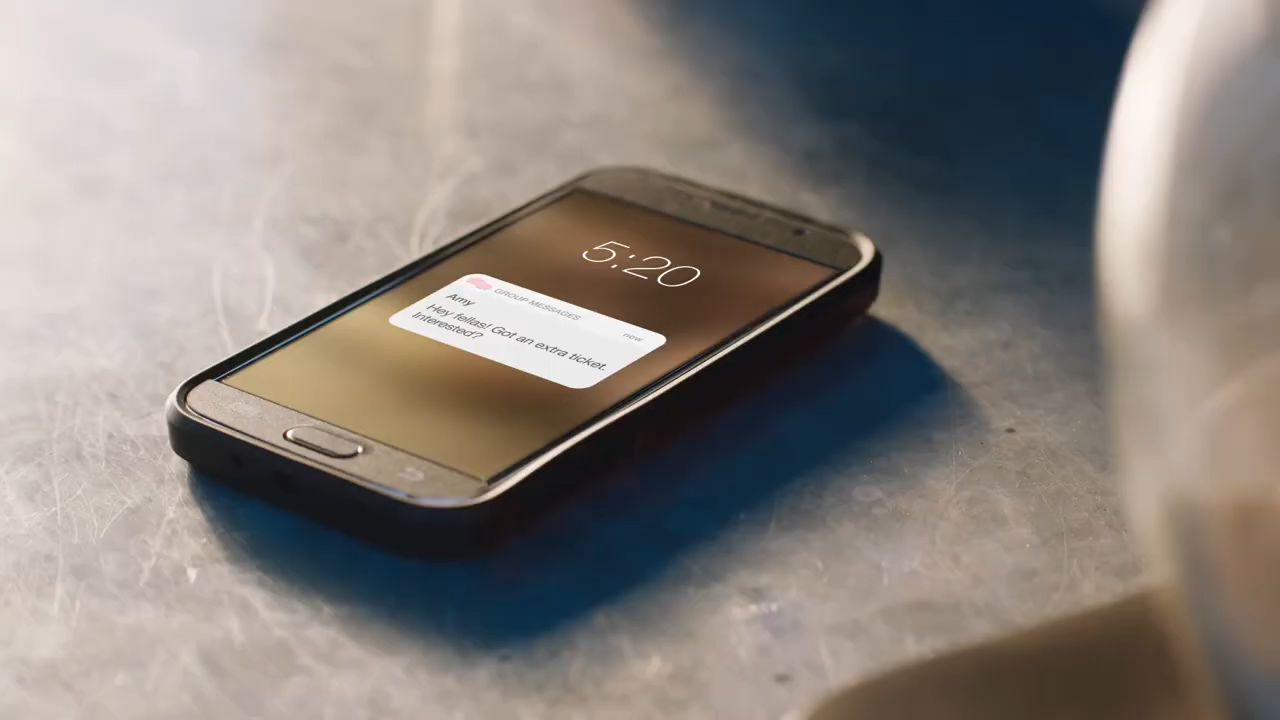 5:20
GROUP MESSAGES
now
Amy
Hey fellas! Got an extra ticket.
Interested?